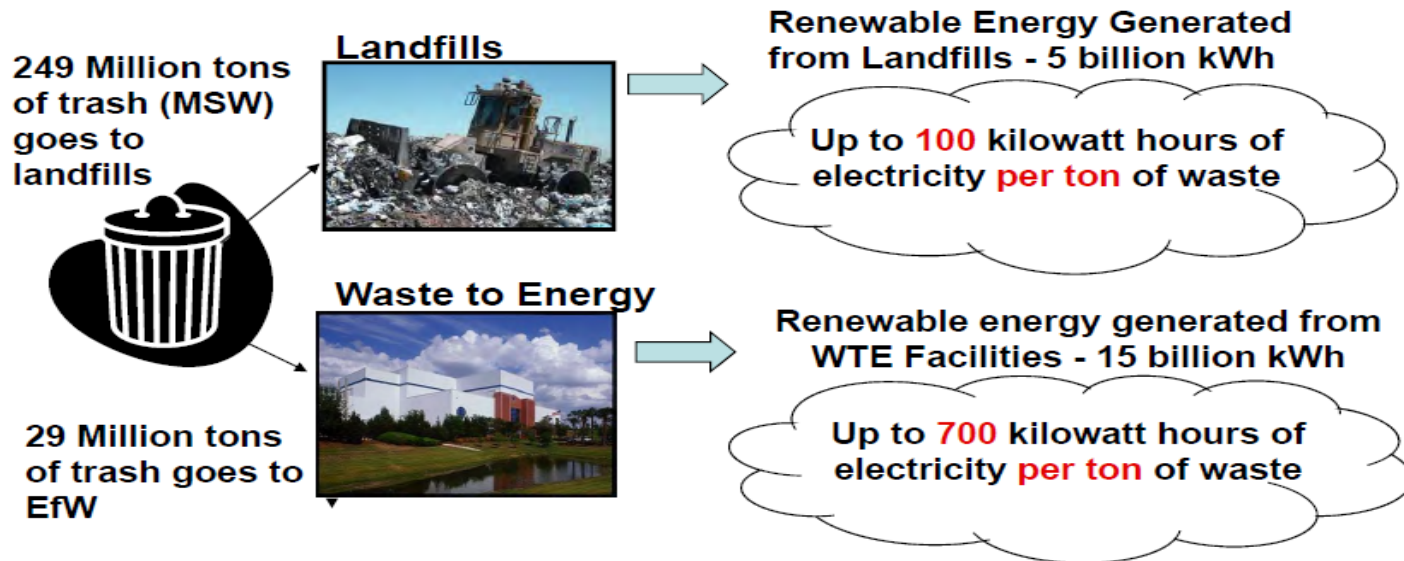 249 Million tons
of trash (MSW)
goes to
landfills
Landfills
Renewable Energy Generated
from Landfills - 5 billion kWh
Up to 100 kilowatt hours of
electricity per ton of waste
29 Million tons
of trash goes to
EfW
Waste to Energy
Renewable energy generated from
WTE Facilities - 15 billion kWh
Up to 700 kilowatt hours of
electricity per ton of waste